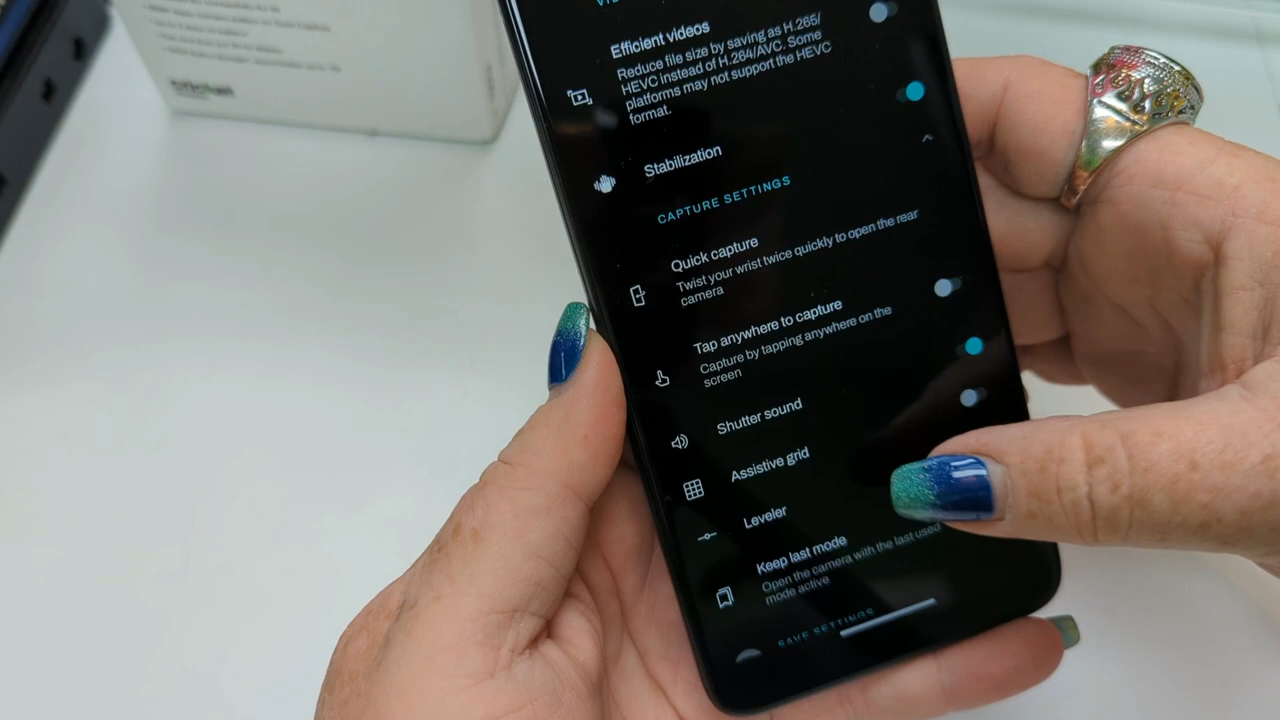 Efficient videos
Reduce file size by saving as H.265/
HEVC instead of H.264/AVC. Some
platforms may not support the HEVC
format.
Stabilization
CAPTURE SETTINGS
Quick capture
Twist your wrist twice quickly to open the rear
camera
Tap anywhere to capture
Capture by tapping anywhere on the
screen
Shutter sound
Assistive grid
Leveler
Keep last mode
Open the camera with the last used
mode active
SAVE SETTINGS
cricket